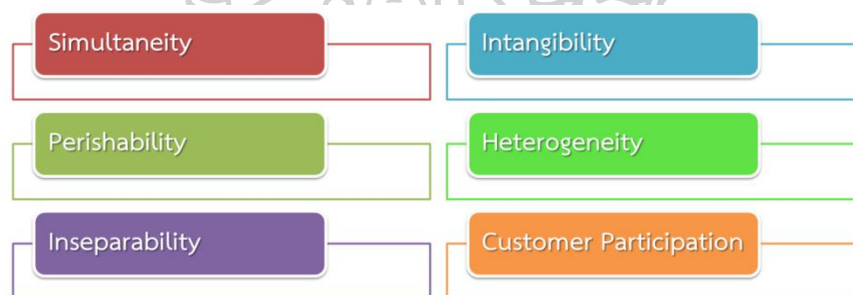 Simultaneity
Intangibility
Perishability
Heterogeneity
Inseparability
Customer Participation